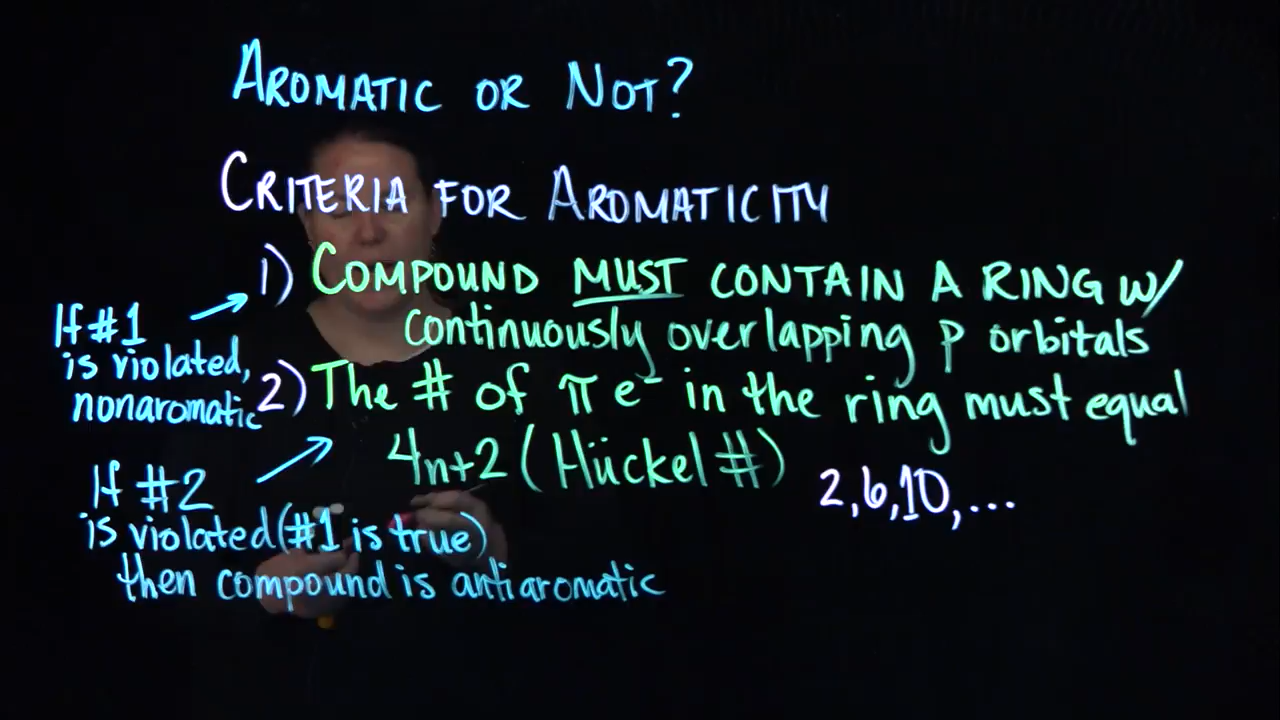 AROMATIC OR NOT?
CRITERIA FOR AROMATICITY
1) COMPOUND MUST CONTAIN A RING W/
continuously overlapping p orbitals
If #1
is violated,
nonaromatic
2) The # of π e⁻ in the ring must equal
4n+2 (Hückel #)
2, 6, 10, ...
If #2
is violated (#1 is true)
then compound is antiaromatic